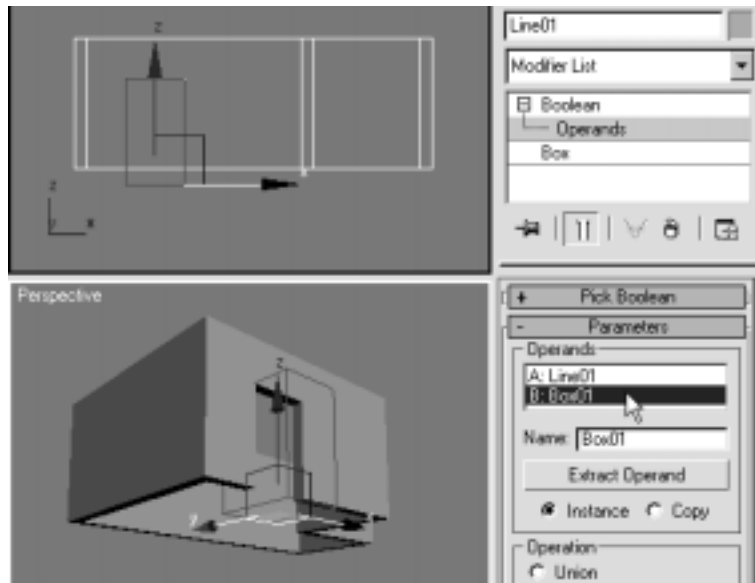 z
x
z
y x
Line01
Modifier List
Boolean
Operands
Box
Perspective
z
y
x
+ Pick Boolean
- Parameters
Operands
A: Line01
B: Box01
Name: Box01
Extract Operand
Instance Copy
Operation
Union